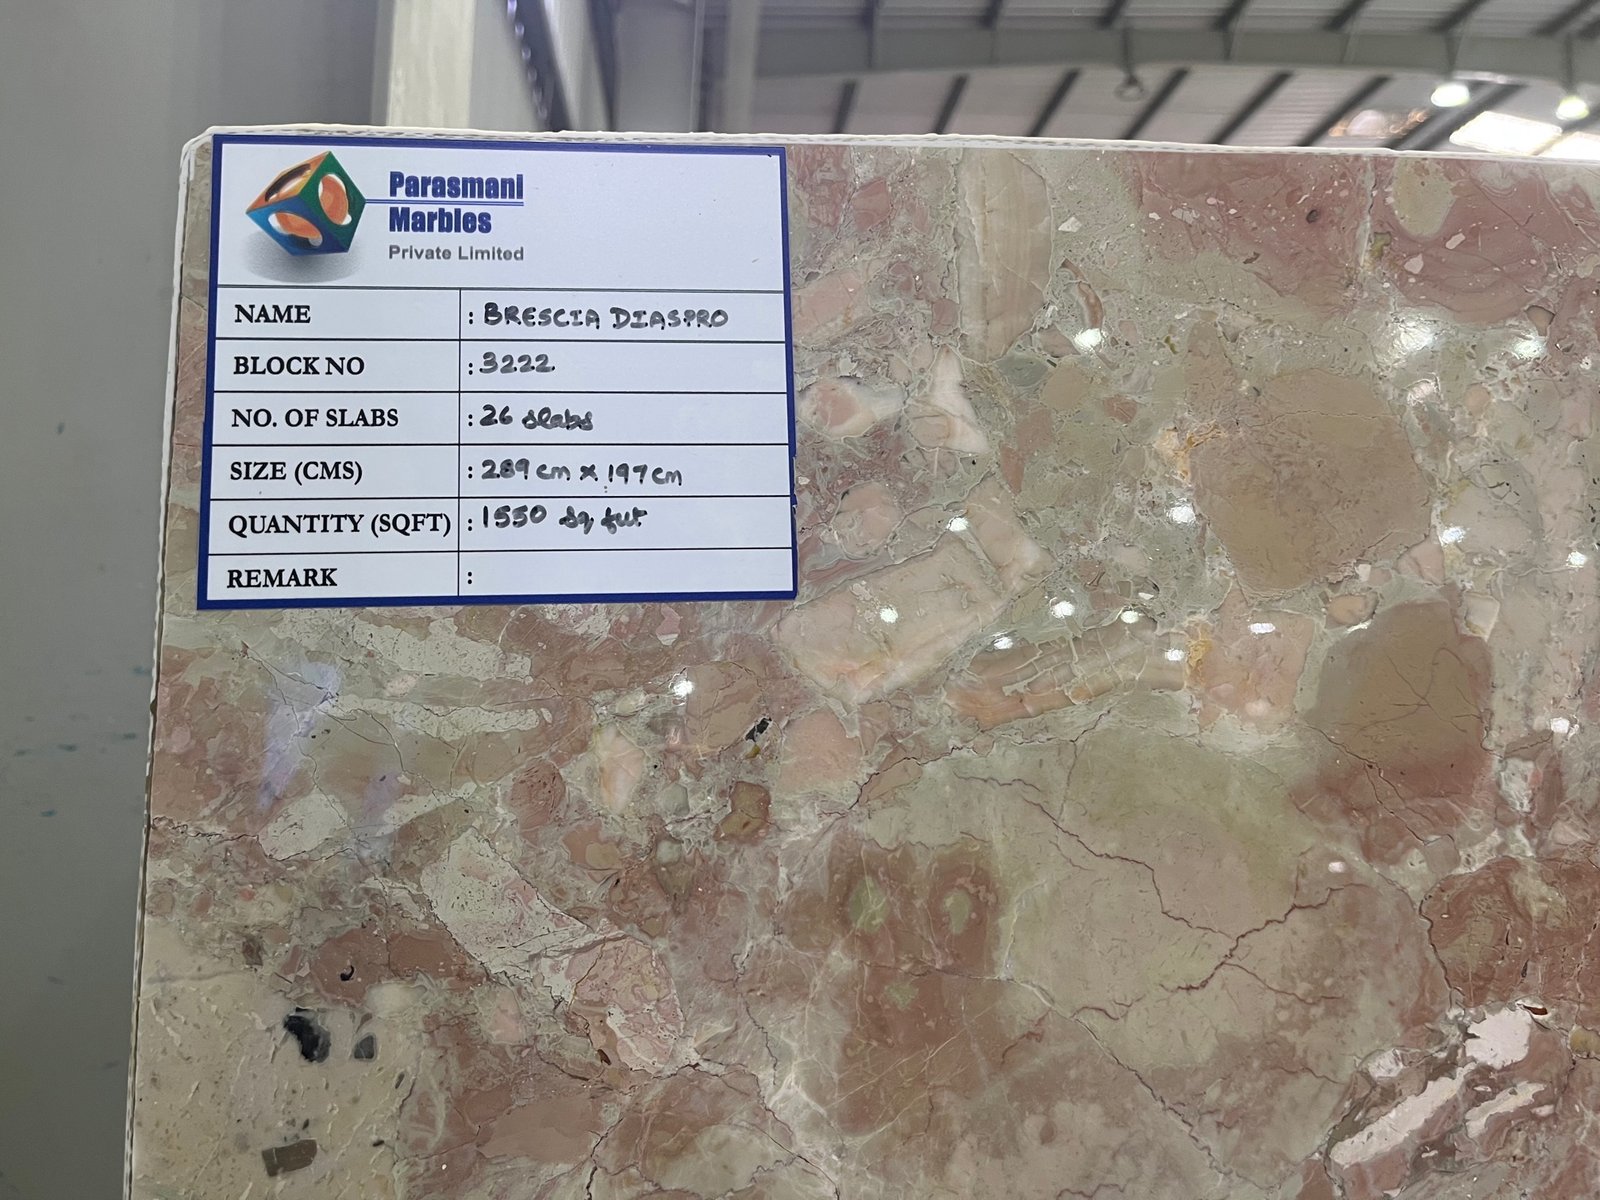 Parasmani
Marbles
Private Limited
NAME : BRESCIA DIASPRO
BLOCK NO : 3222
NO. OF SLABS : 26 slabs
SIZE (CMS) : 289 cm x 197 cm
QUANTITY (SQFT) : 1550 Sq fut
REMARK :